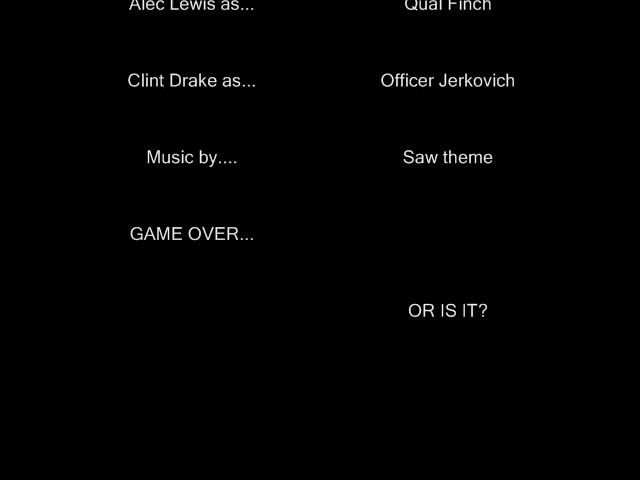 Alec Lewis as... Qual Finch
Clint Drake as... Officer Jerkovich
Music by.... Saw theme
GAME OVER...
OR IS IT?